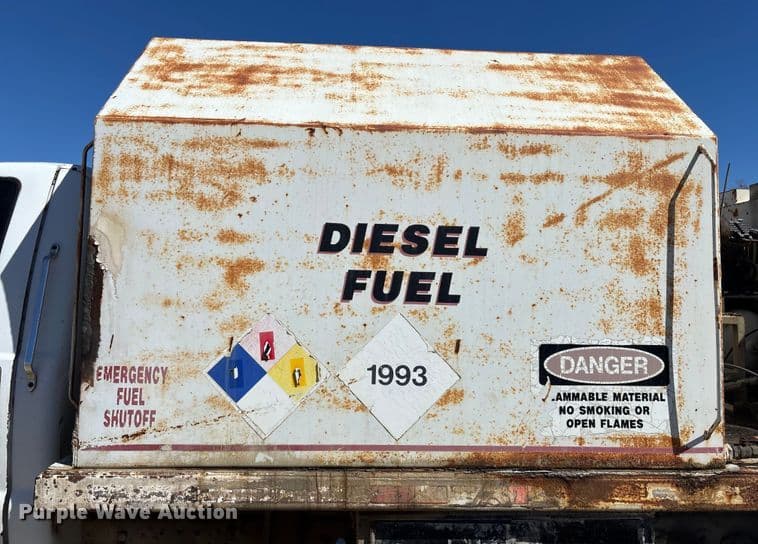 DIESEL
FUEL
EMERGENCY
FUEL
SHUTOFF
1993
DANGER
.AMMABLE MATERIAL
NO SMOKING OR
OPEN FLAMES
Purple Wave Auction